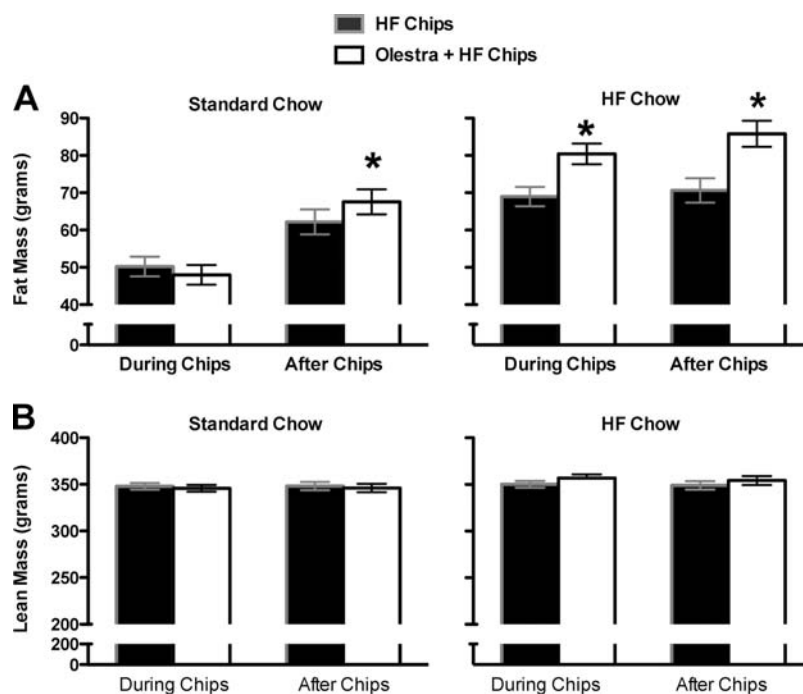 HF Chips
Olestra + HF Chips
A
Standard Chow
HF Chow
Fat Mass (grams)
90
80
70
60
50
40
0
*
*
*
During Chips
After Chips
During Chips
After Chips
B
Standard Chow
HF Chow
Lean Mass (grams)
400
350
300
250
200
200
0
During Chips
After Chips
During Chips
After Chips